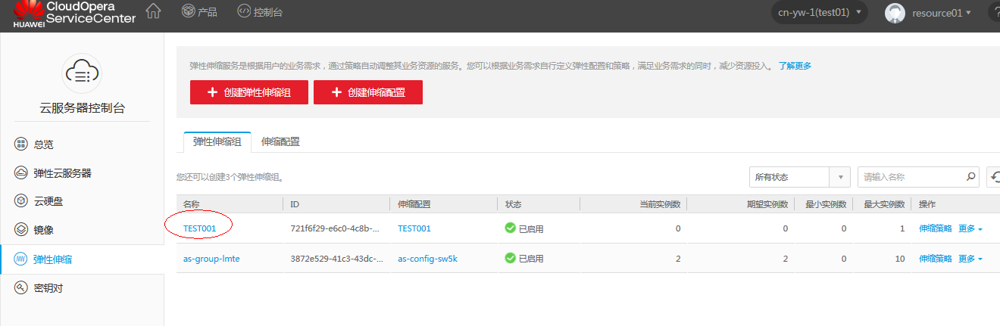 CloudOpera
ServiceCenter
HUAWEI
产品
控制台
cn-yw-1(test01)
resource01
?
云服务器控制台
总览
弹性云服务器
云硬盘
镜像
弹性伸缩
密钥对
弹性伸缩服务是根据用户的业务需求，通过策略自动调整其业务资源的服务。您可以根据业务需求自行定义弹性配置和策略，满足业务需求的同时，减少资源投入。 了解更多
+ 创建弹性伸缩组 + 创建伸缩配置
弹性伸缩组 伸缩配置
您还可以创建3个弹性伸缩组。 所有状态 请输入名称
名称 ID 伸缩配置 状态 当前实例数 期望实例数 最小实例数 最大实例数 操作
TEST001 721f6f29-e6c0-4c8b-... TEST001 已启用 0 0 0 1 伸缩策略 更多
as-group-lmte 3872e529-41c3-43dc-... as-config-sw5k 已启用 2 2 0 10 伸缩策略 更多